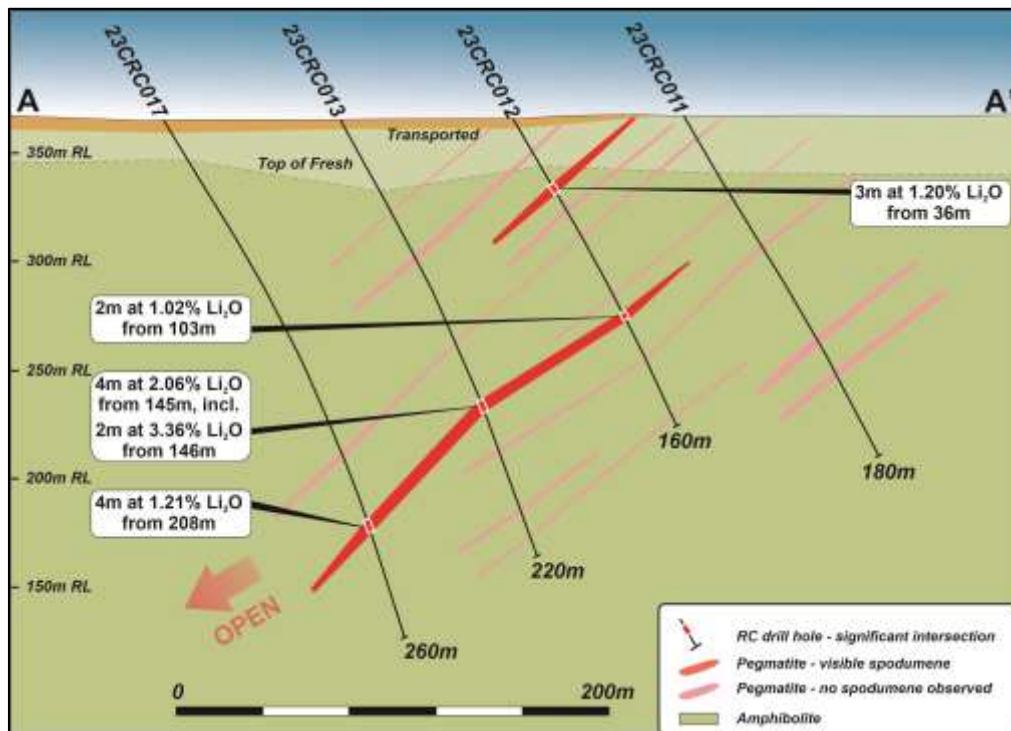 23CRC017
23CRC013
23CRC012
23CRC011
A
A'
Transported
350m RL
Top of Fresh
3m at 1.20% Li₂O
from 36m
300m RL
2m at 1.02% Li₂O
from 103m
250m RL
4m at 2.06% Li₂O
from 145m, incl.
2m at 3.36% Li₂O
from 146m
160m
180m
200m RL
4m at 1.21% Li₂O
from 208m
220m
150m RL
OPEN
260m
0
200m
RC drill hole - significant intersection
Pegmatite - visible spodumene
Pegmatite - no spodumene observed
Amphibolite